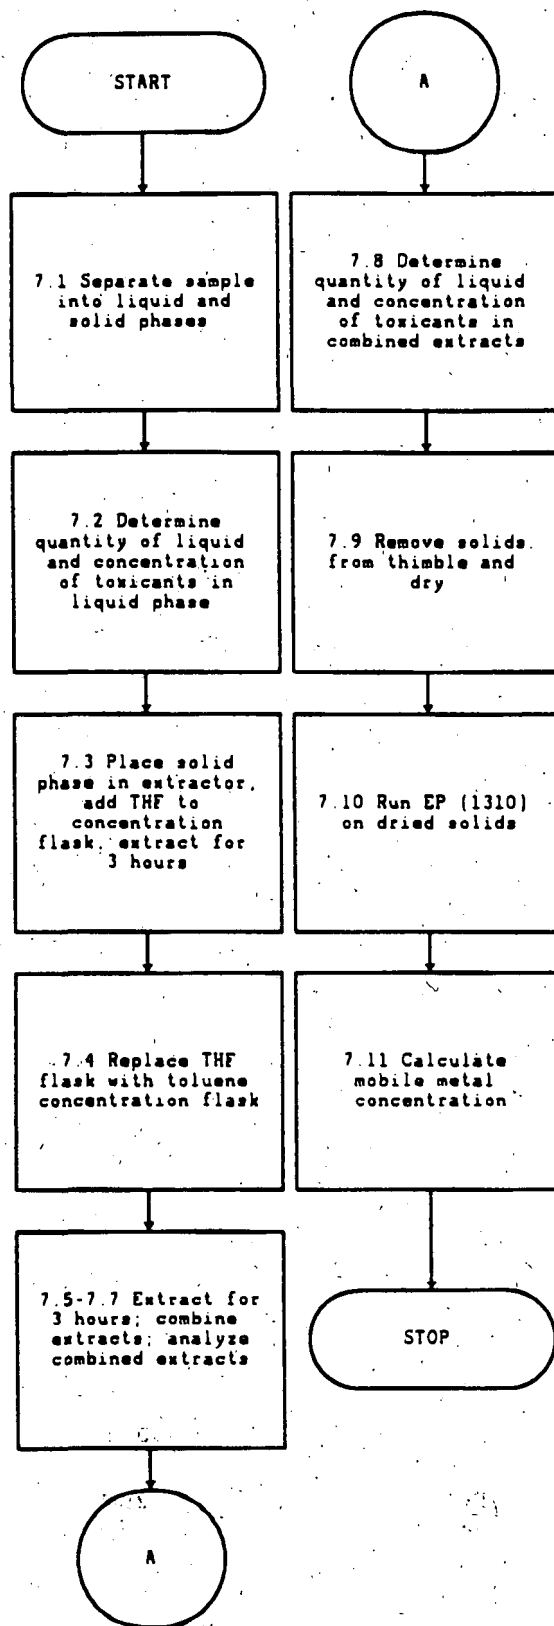 START
7.1 Separate sample
into liquid and
solid phases
7.2 Determine
quantity of liquid
and concentration
of toxicants in
liquid phase
7.3 Place solid
phase in extractor,
add THF to
concentration
flask, extract for
3 hours
7.4 Replace THF
flask with toluene
concentration flask
7.5-7.7 Extract for
3 hours; combine
extracts; analyze
combined extracts
A
A
7.8 Determine
quantity of liquid
and concentration
of toxicants in
combined extracts
7.9 Remove solids
from thimble and
dry
7.10 Run EP (1310)
on dried solids
7.11 Calculate
mobile metal
concentration
STOP